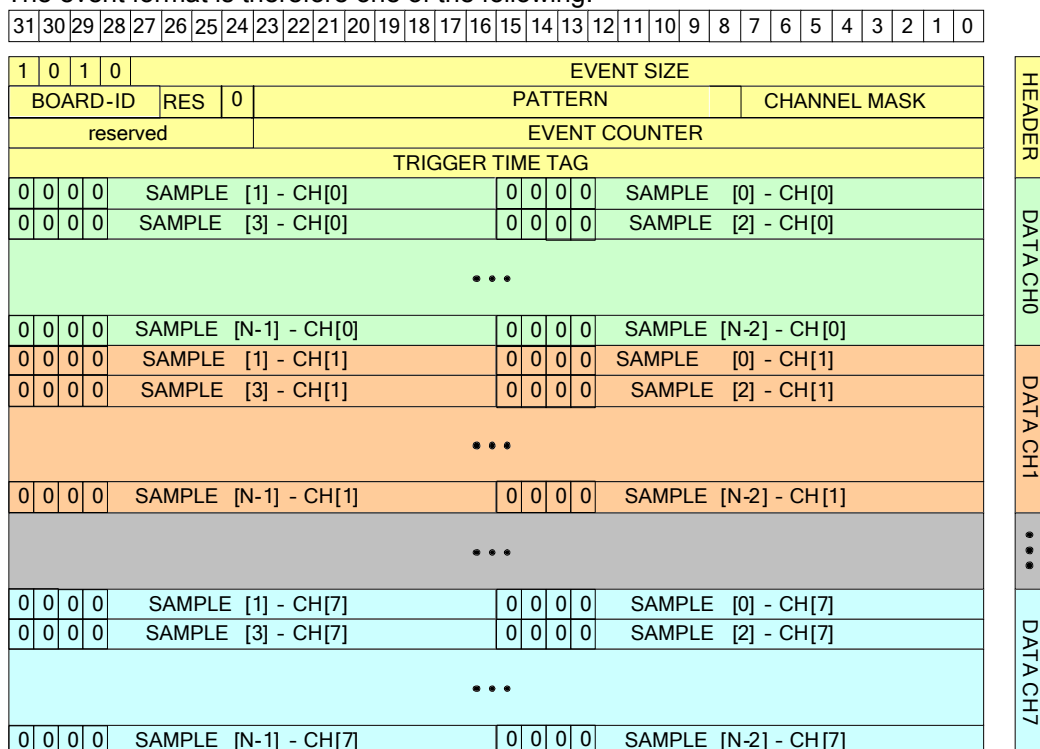 The event format is therefore one of the following:
31 30 29 28 27 26 25 24 23 22 21 20 19 18 17 16 15 14 13 12 11 10 9 8 7 6 5 4 3 2 1 0
1 0 1 0 EVENT SIZE
BOARD-ID RES 0 PATTERN CHANNEL MASK
reserved EVENT COUNTER
TRIGGER TIME TAG
HEADER
0 0 0 0 SAMPLE [1] - CH[0] 0 0 0 0 SAMPLE [0] - CH[0]
0 0 0 0 SAMPLE [3] - CH[0] 0 0 0 0 SAMPLE [2] - CH[0]
• • •
0 0 0 0 SAMPLE [N-1] - CH[0] 0 0 0 0 SAMPLE [N-2] - CH[0]
DATA CH0
0 0 0 0 SAMPLE [1] - CH[1] 0 0 0 0 SAMPLE [0] - CH[1]
0 0 0 0 SAMPLE [3] - CH[1] 0 0 0 0 SAMPLE [2] - CH[1]
• • •
0 0 0 0 SAMPLE [N-1] - CH[1] 0 0 0 0 SAMPLE [N-2] - CH[1]
DATA CH1
• • •
• • •
0 0 0 0 SAMPLE [1] - CH[7] 0 0 0 0 SAMPLE [0] - CH[7]
0 0 0 0 SAMPLE [3] - CH[7] 0 0 0 0 SAMPLE [2] - CH[7]
• • •
0 0 0 0 SAMPLE [N-1] - CH[7] 0 0 0 0 SAMPLE [N-2] - CH[7]
DATA CH7